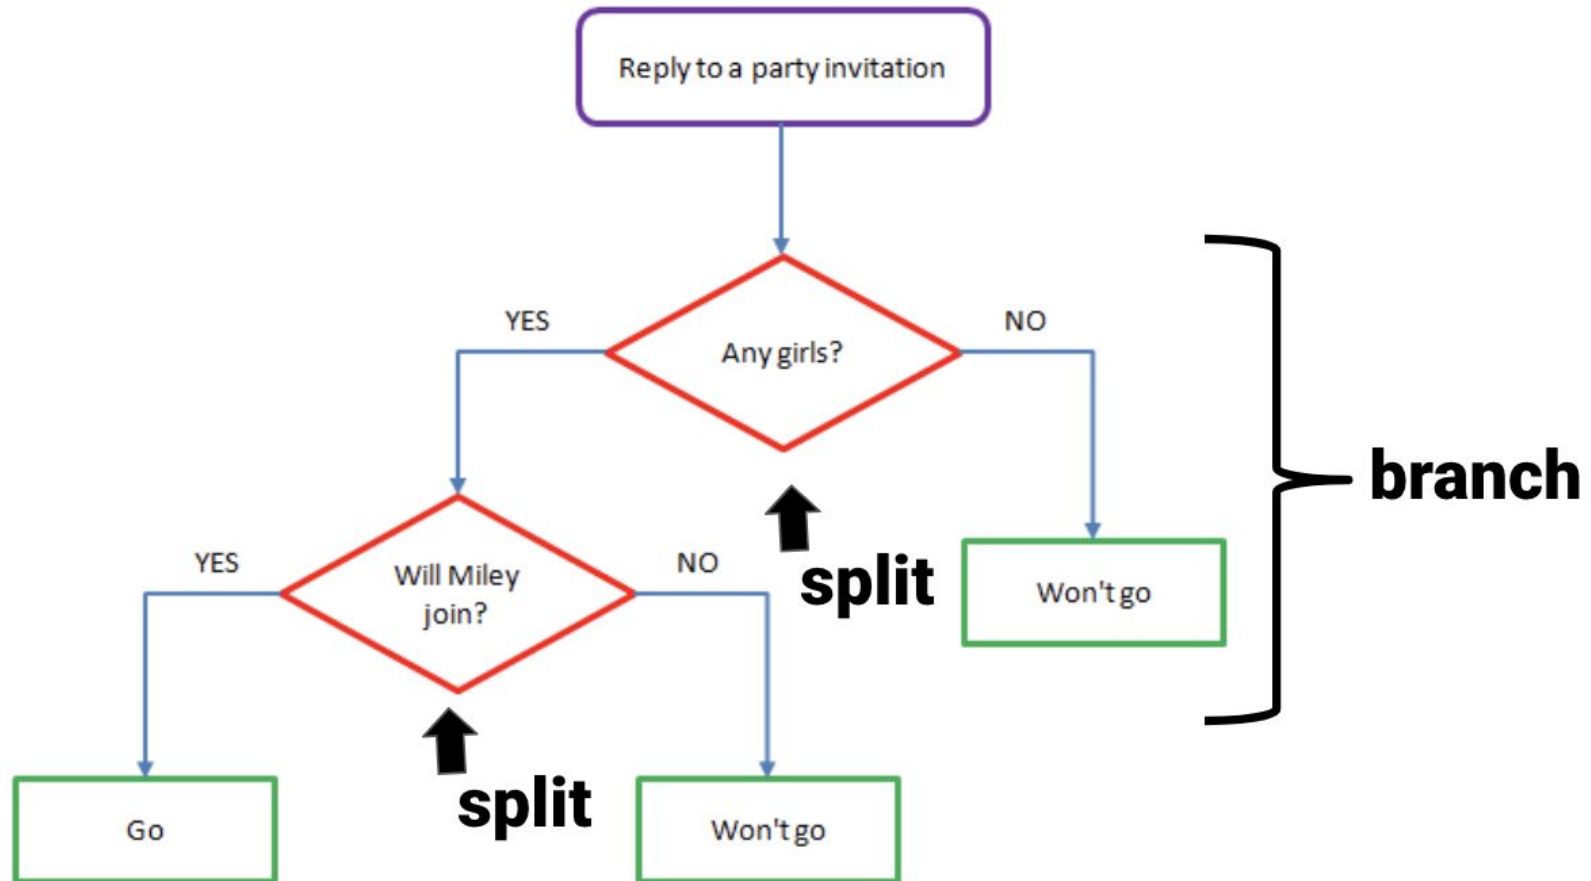 Reply to a party invitation
YES
NO
Any girls?
branch
YES
NO
Will Miley
join?
split
Won't go
split
Go
Won't go